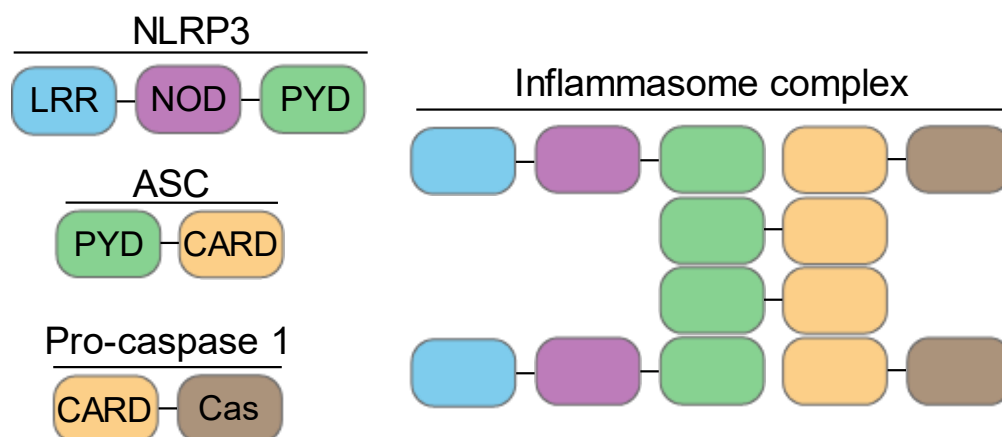 NLRP3
LRR NOD PYD
Inflammasome complex
ASC
PYD CARD
Pro-caspase 1
CARD Cas